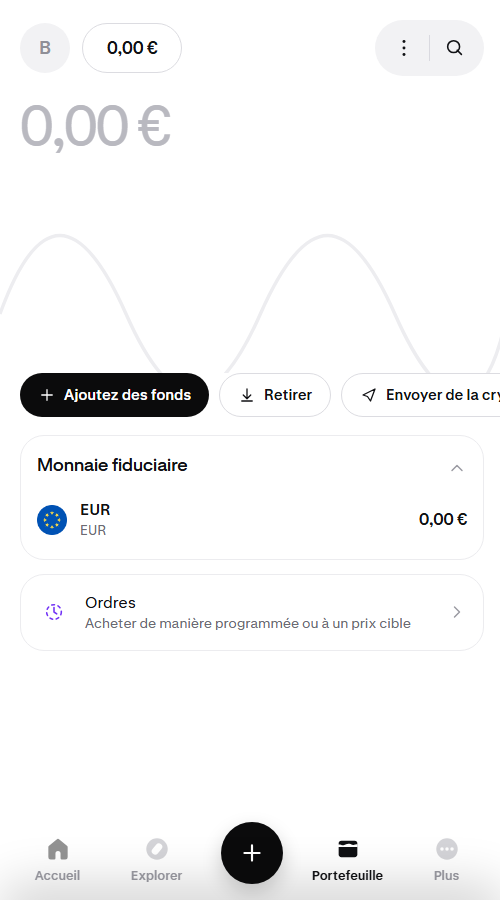 B
0,00 €
0,00 €
Ajoutez des fonds
Retirer
Envoyer de la cry
Monnaie fiduciaire
EUR
EUR
0,00 €
Ordres
Acheter de manière programmée ou à un prix cible
Accueil
Explorer
Portefeuille
Plus